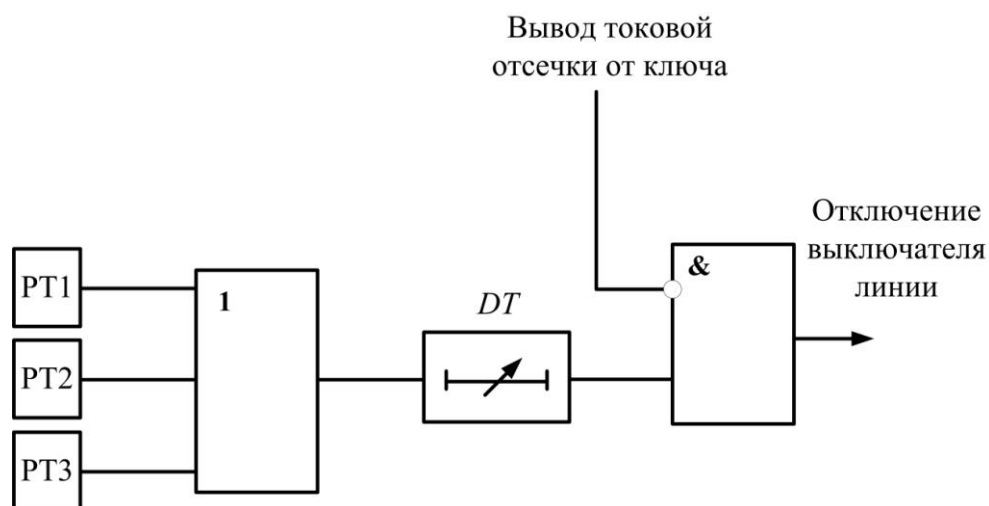 Вывод токовой
отсечки от ключа
Отключение
выключателя
линии
&
РТ1
1
DT
РТ2
РТ3